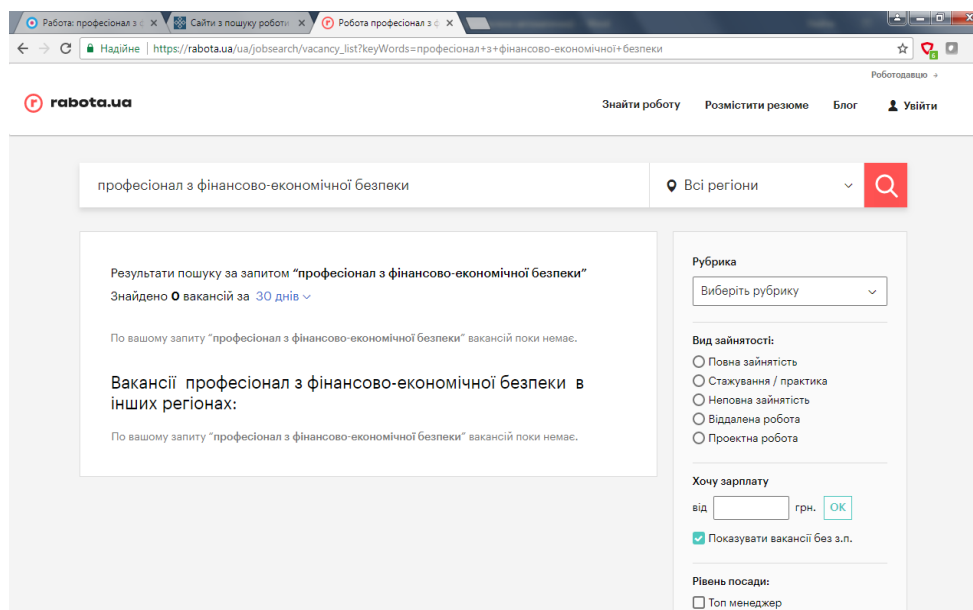 Работа: професіонал з ф
Сайти з пошуку роботи
Робота професіонал з ф
Надійне | https://rabota.ua/ua/jobsearch/vacancy_list?keyWords=професіонал+з+фінансово-економічної+безпеки
Роботодавцю →
rabota.ua
Знайти роботу Розмістити резюме Блог Увійти
професіонал з фінансово-економічної безпеки Всі регіони
Результати пошуку за запитом "професіонал з фінансово-економічної безпеки"
Знайдено 0 вакансій за 30 днів
По вашому запиту "професіонал з фінансово-економічної безпеки" вакансій поки немає.
Вакансії професіонал з фінансово-економічної безпеки в
інших регіонах:
По вашому запиту "професіонал з фінансово-економічної безпеки" вакансій поки немає.
Рубрика
Виберіть рубрику
Вид зайнятості:
Повна зайнятість
Стажування / практика
Неповна зайнятість
Віддалена робота
Проектна робота
Хочу зарплату
від грн. OK
Показувати вакансії без з.п.
Рівень посади:
Топ менеджер